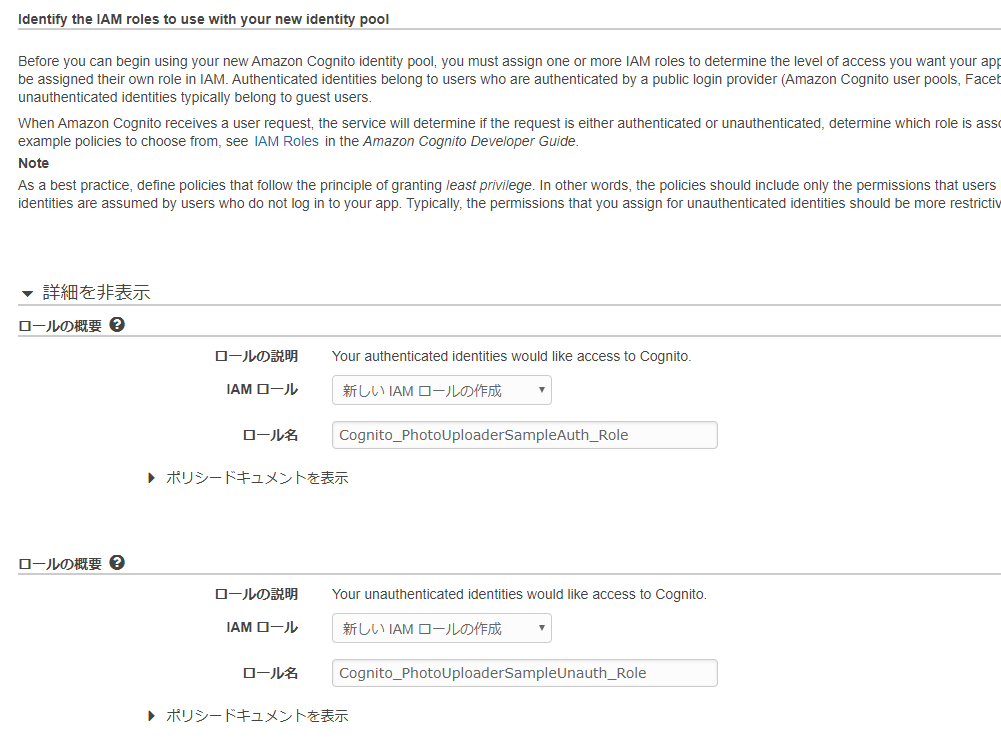 Identify the IAM roles to use with your new identity pool
Before you can begin using your new Amazon Cognito identity pool, you must assign one or more IAM roles to determine the level of access you want your app
be assigned their own role in IAM. Authenticated identities belong to users who are authenticated by a public login provider (Amazon Cognito user pools, Faceb
unauthenticated identities typically belong to guest users.
When Amazon Cognito receives a user request, the service will determine if the request is either authenticated or unauthenticated, determine which role is asso
example policies to choose from, see IAM Roles in the Amazon Cognito Developer Guide.
Note
As a best practice, define policies that follow the principle of granting least privilege. In other words, the policies should include only the permissions that users
identities are assumed by users who do not log in to your app. Typically, the permissions that you assign for unauthenticated identities should be more restrictiv
詳細を非表示
ロールの概要
ロールの説明 Your authenticated identities would like access to Cognito.
IAM ロール 新しい IAM ロールの作成
ロール名 Cognito_PhotoUploaderSampleAuth_Role
ポリシードキュメントを表示
ロールの概要
ロールの説明 Your unauthenticated identities would like access to Cognito.
IAM ロール 新しい IAM ロールの作成
ロール名 Cognito_PhotoUploaderSampleUnauth_Role
ポリシードキュメントを表示